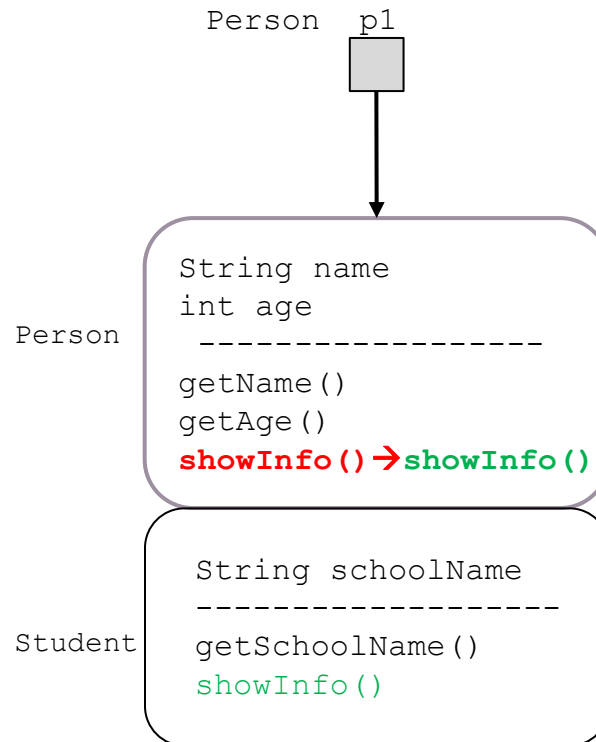 Person p1
String name
int age
Person
------------------
getName()
getAge()
showInfo()→showInfo()
String schoolName
-------------------
Student
getSchoolName()
showInfo()